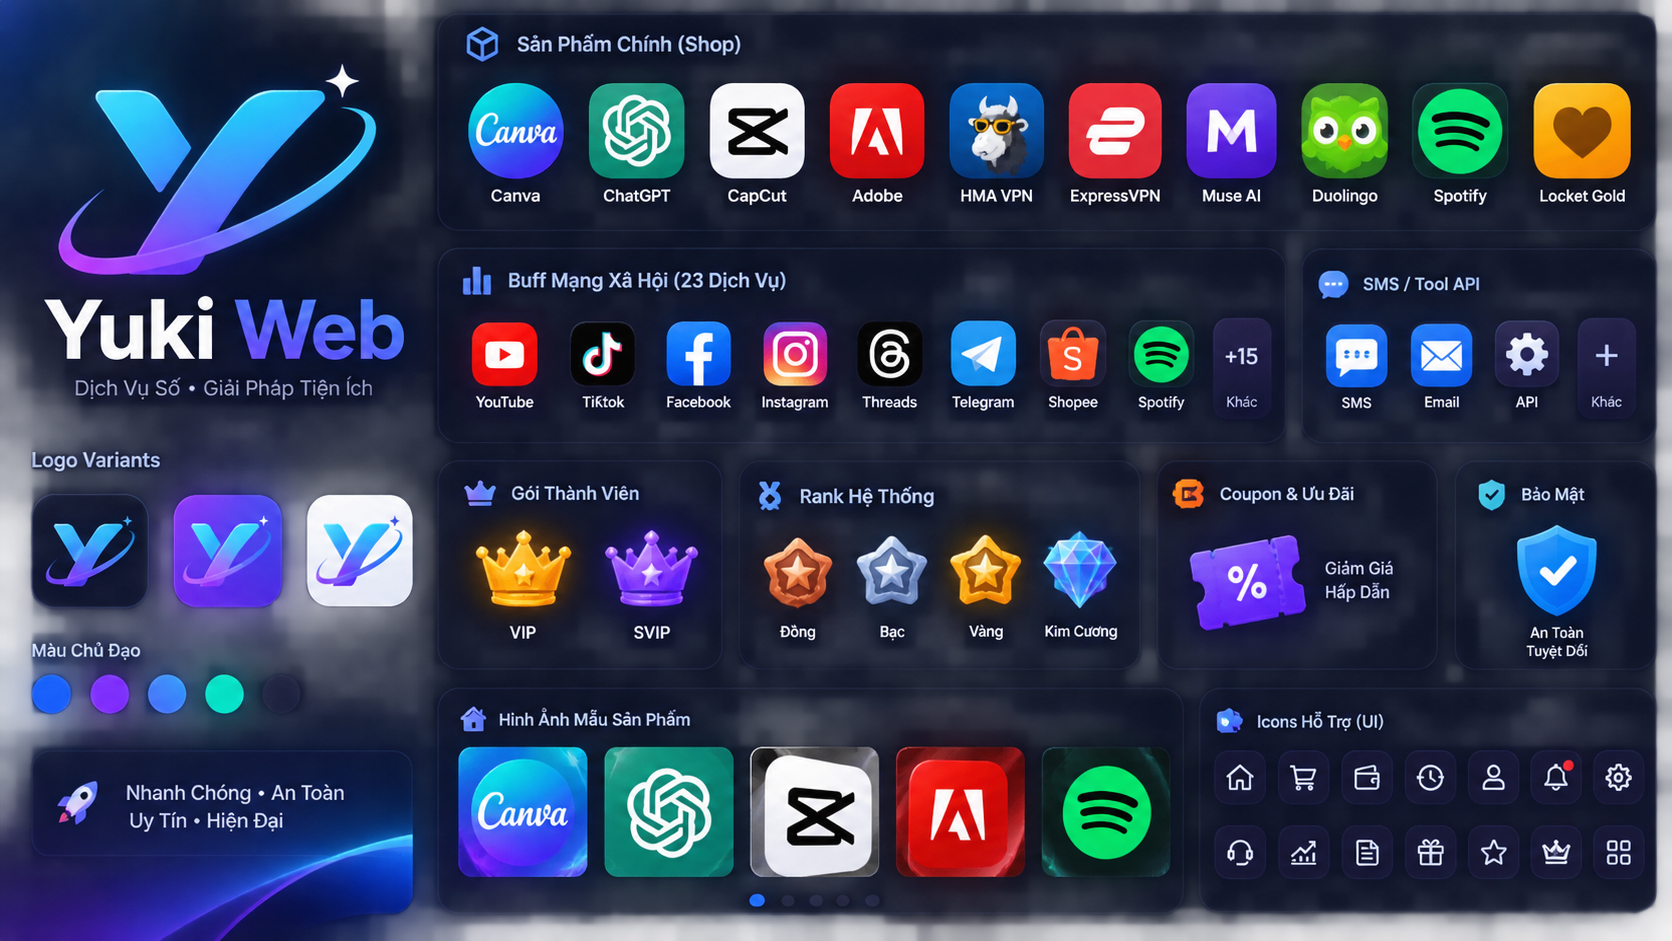 Yuki Web
Dịch Vụ Số • Giải Pháp Tiện Ích
Logo Variants
Màu Chủ Đạo
Nhanh Chóng • An Toàn
Uy Tín • Hiện Đại
Sản Phẩm Chính (Shop)
Canva
Canva
ChatGPT
CapCut
Adobe
HMA VPN
ExpressVPN
M
Muse AI
Duolingo
Spotify
Locket Gold
Buff Mạng Xã Hội (23 Dịch Vụ)
YouTube
Tiktok
Facebook
Instagram
Threads
Telegram
S
Shopee
Spotify
+15
Khác
SMS / Tool API
SMS
Email
API
+
Khác
Gói Thành Viên
VIP
SVIP
Rank Hệ Thống
Đồng
Bạc
Vàng
Kim Cương
Coupon & Ưu Đãi
%
Giảm Giá
Hấp Dẫn
Bảo Mật
An Toàn
Tuyệt Dối
Hình Ảnh Mẫu Sản Phẩm
Canva
Icons Hỗ Trợ (UI)